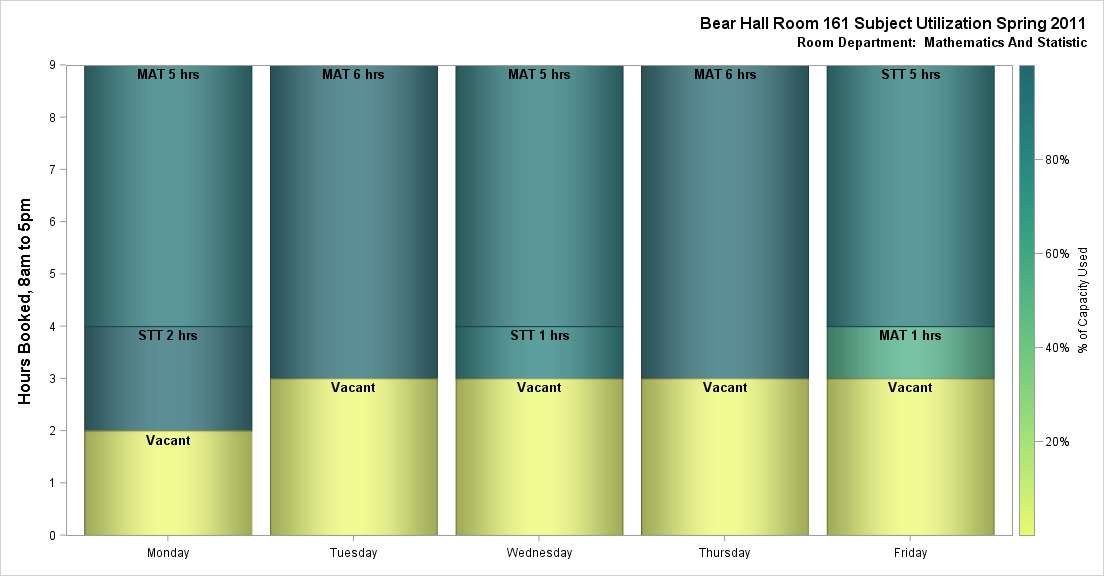 Bear Hall Room 161 Subject Utilization Spring 2011
Room Department:  Mathematics And Statistic
Hours Booked, 8am to 5pm
9
8
7
6
5
4
3
2
1
0
MAT 5 hrs
STT 2 hrs
Vacant
MAT 6 hrs
Vacant
MAT 5 hrs
STT 1 hrs
Vacant
MAT 6 hrs
Vacant
STT 5 hrs
MAT 1 hrs
Vacant
Monday
Tuesday
Wednesday
Thursday
Friday
80%
60%
40%
20%
% of Capacity Used